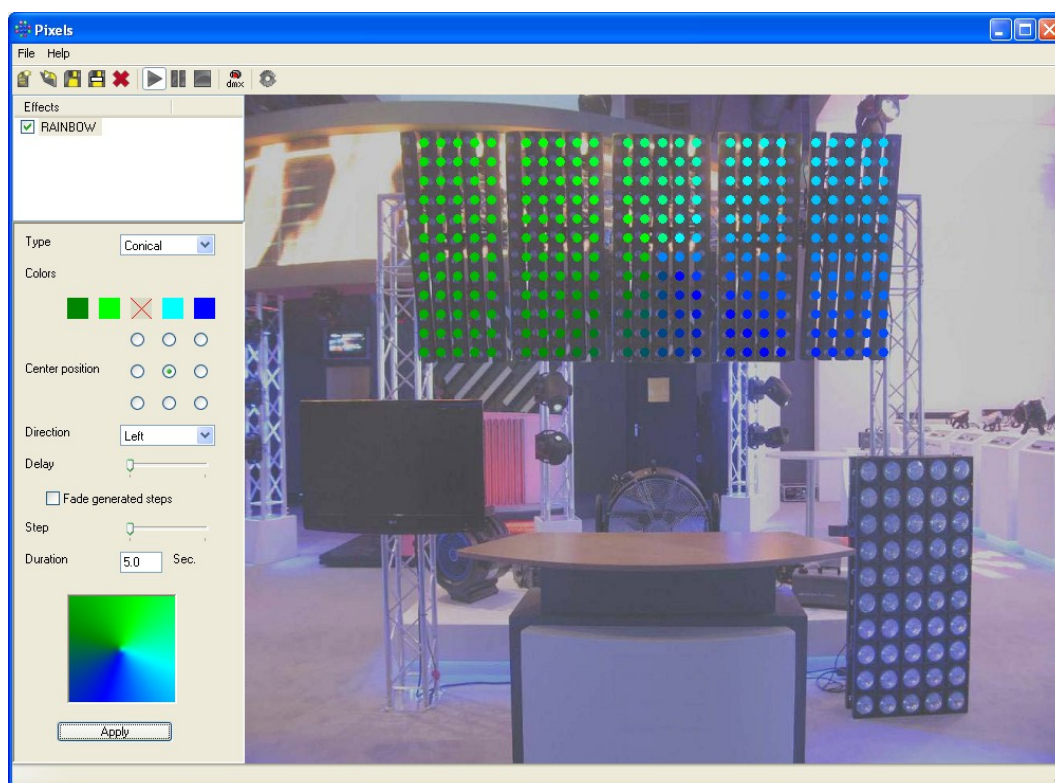 Pixels
File Help
dmx
Effects
RAINBOW
Type Conical
Colors
Center position
Direction Left
Delay
Fade generated steps
Step
Duration 5.0 Sec.
Apply